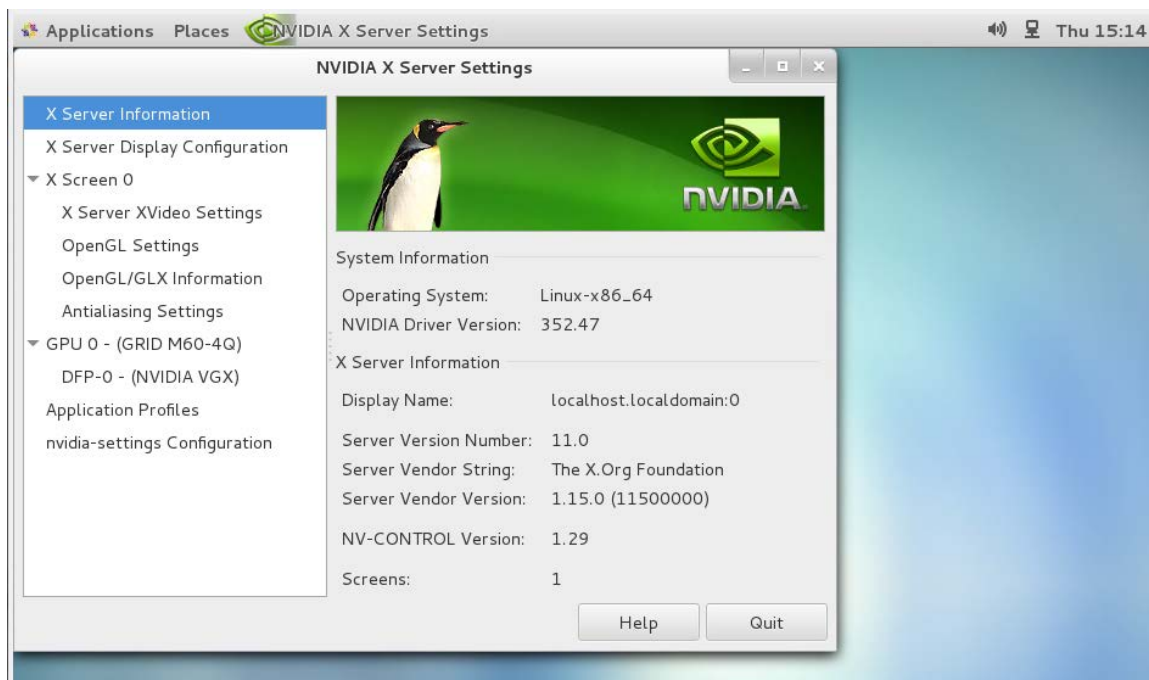 Applications Places NVIDIA X Server Settings Thu 15:14
NVIDIA X Server Settings
X Server Information
X Server Display Configuration
X Screen 0
X Server XVideo Settings
OpenGL Settings
OpenGL/GLX Information
Antialiasing Settings
GPU 0 - (GRID M60-4Q)
DFP-0 - (NVIDIA VGX)
Application Profiles
nvidia-settings Configuration
NVIDIA
System Information
Operating System: Linux-x86_64
NVIDIA Driver Version: 352.47
X Server Information
Display Name: localhost.localdomain:0
Server Version Number: 11.0
Server Vendor String: The X.Org Foundation
Server Vendor Version: 1.15.0 (11500000)
NV-CONTROL Version: 1.29
Screens: 1
Help Quit